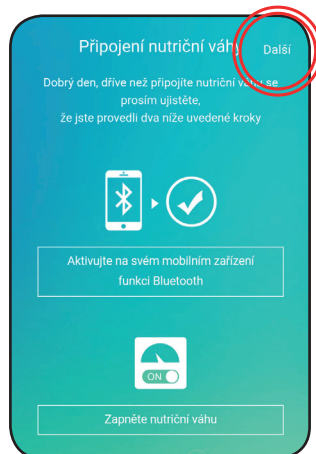 Připojení nutriční váhy
Další
Dobrý den, dříve než připojíte nutriční váhu se
prosím ujistěte,
že jste provedli dva níže uvedené kroky
Aktivujte na svém mobilním zařízení
funkci Bluetooth
ON
Zapněte nutriční váhu